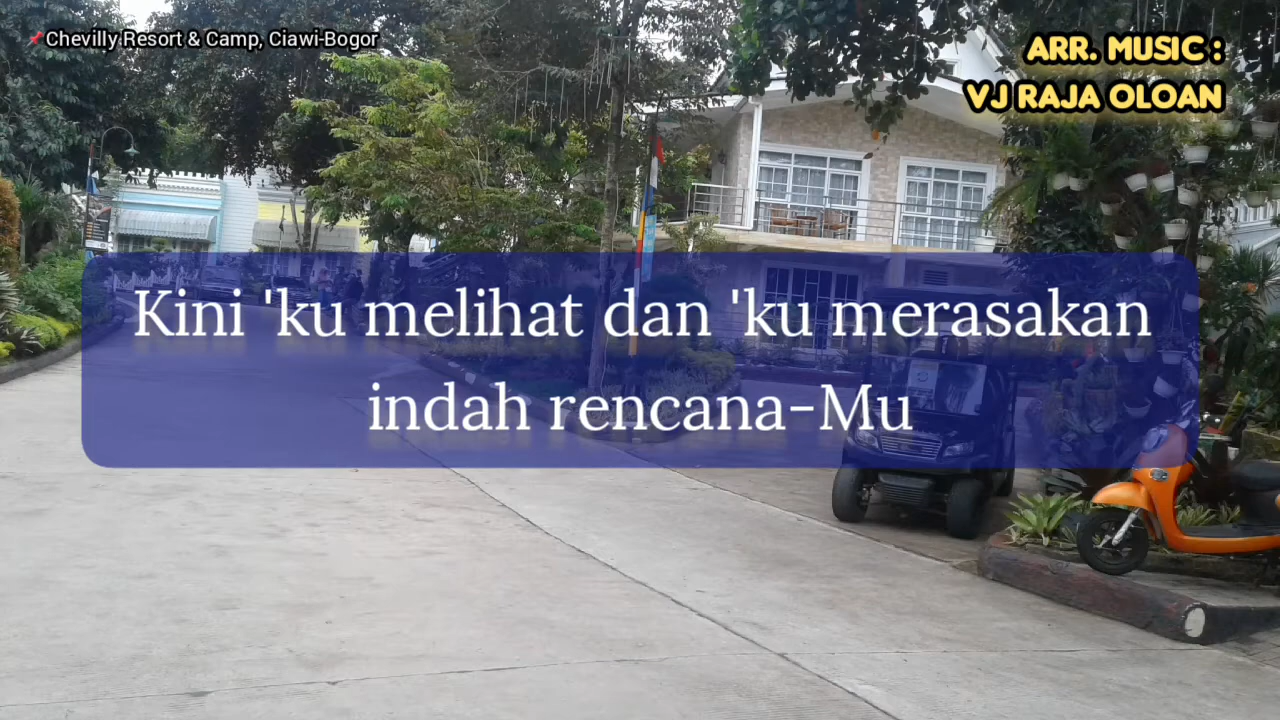 Chevilly Resort & Camp, Ciawi-Bogor
ARR. MUSIC :
VJ RAJA OLOAN
Kini 'ku melihat dan 'ku merasakan
indah rencana-Mu